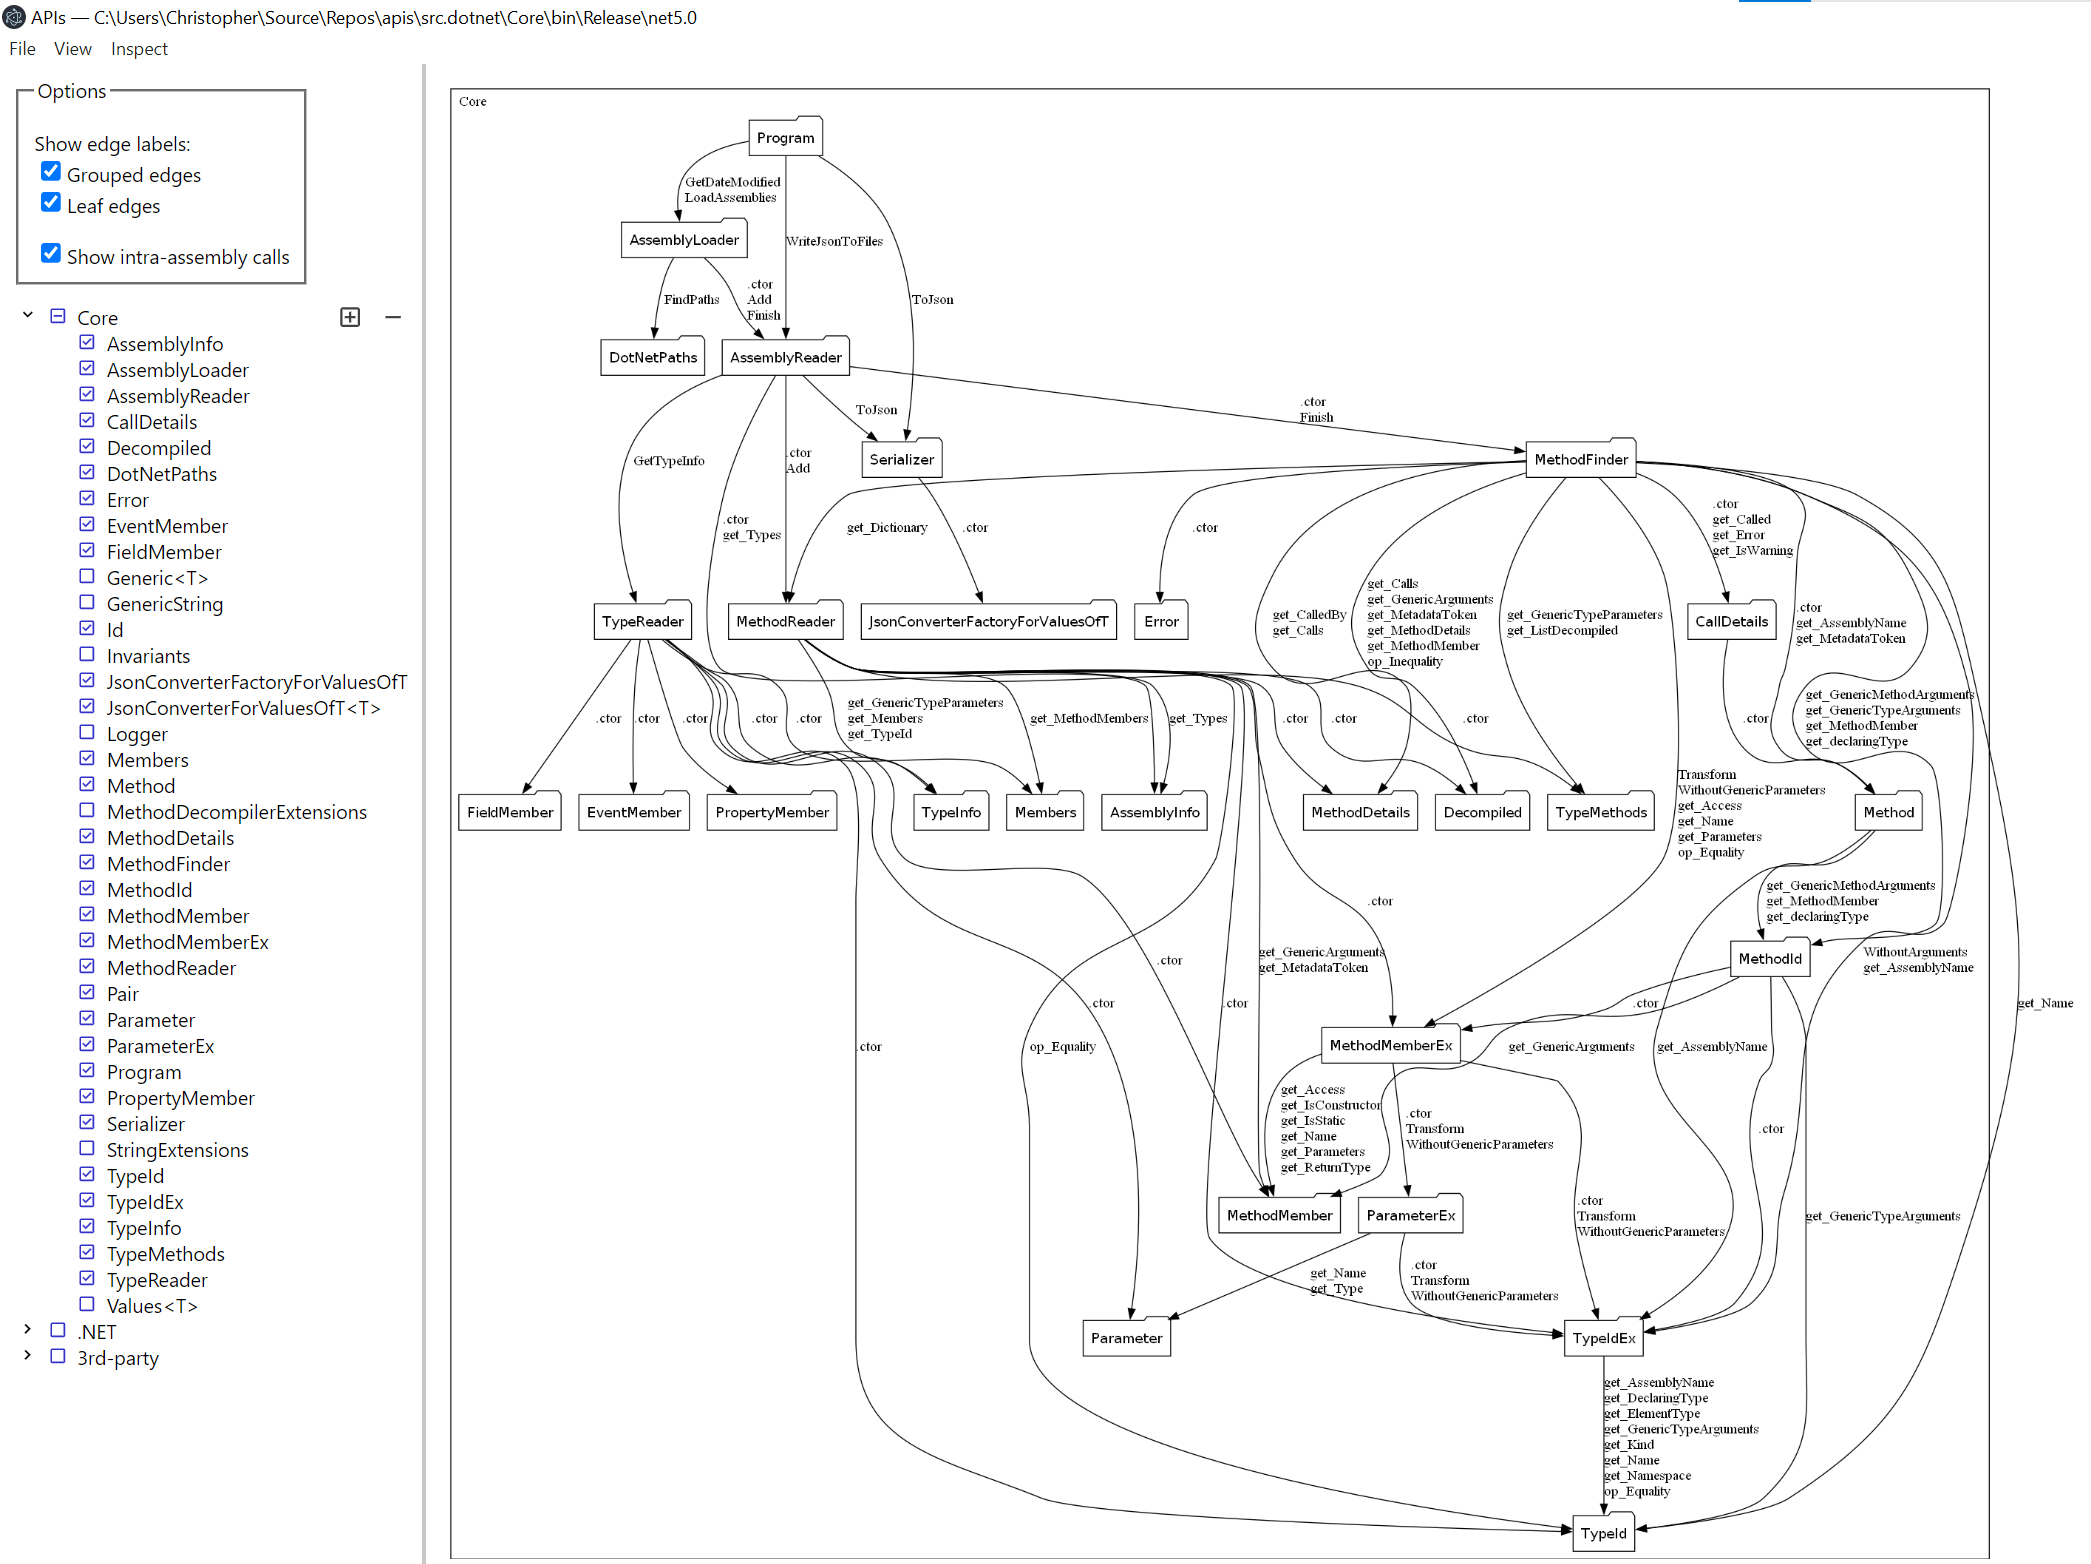 APIs — C:\Users\Christopher\Source\Repos\apis\src.dotnet\Core\bin\Release\net5.0
File View Inspect
Options
Show edge labels:
Grouped edges
Leaf edges
Show intra-assembly calls
Core
AssemblyInfo
AssemblyLoader
AssemblyReader
CallDetails
Decompiled
DotNetPaths
Error
EventMember
FieldMember
Generic<T>
GenericString
Id
Invariants
JsonConverterFactoryForValuesOfT
JsonConverterForValuesOfT<T>
Logger
Members
Method
MethodDecompilerExtensions
MethodDetails
MethodFinder
MethodId
MethodMember
MethodMemberEx
MethodReader
Pair
Parameter
ParameterEx
Program
PropertyMember
Serializer
StringExtensions
TypeId
TypeIdEx
TypeInfo
TypeMethods
TypeReader
Values<T>
.NET
3rd-party
Core
Program
GetDateModified
LoadAssemblies
AssemblyLoader
WriteJsonToFiles
FindPaths
.ctor
Add
Finish
ToJson
DotNetPaths
AssemblyReader
ToJson
.ctor
Finish
GetTypeInfo
.ctor
Add
Serializer
MethodFinder
.ctor
get_Types
get_Dictionary
.ctor
.ctor
.ctor
get_Called
get_Error
get_IsWarning
get_CalledBy
get_Calls
get_Calls
get_GenericArguments
get_MetadataToken
get_MethodDetails
get_MethodMember
op_Inequality
get_GenericTypeParameters
get_ListDecompiled
.ctor
get_AssemblyName
get_MetadataToken
TypeReader
MethodReader
JsonConverterFactoryForValuesOfT
Error
CallDetails
.ctor
.ctor
.ctor
.ctor
.ctor
get_GenericTypeParameters
get_Members
get_TypeId
get_MethodMembers
get_Types
.ctor
.ctor
.ctor
.ctor
get_GenericMethodArguments
get_GenericTypeArguments
get_MethodMember
get_declaringType
Transform
WithoutGenericParameters
get_Access
get_Name
get_Parameters
op_Equality
FieldMember
EventMember
PropertyMember
TypeInfo
Members
AssemblyInfo
MethodDetails
Decompiled
TypeMethods
Method
.ctor
get_GenericMethodArguments
get_MethodMember
get_declaringType
.ctor
get_GenericArguments
get_MetadataToken
MethodId
WithoutArguments
get_AssemblyName
.ctor
.ctor
.ctor
get_Name
.ctor
op_Equality
MethodMemberEx
get_GenericArguments
get_AssemblyName
get_Access
get_IsConstructor
get_IsStatic
get_Name
get_Parameters
get_ReturnType
.ctor
Transform
WithoutGenericParameters
.ctor
MethodMember
ParameterEx
.ctor
Transform
WithoutGenericParameters
get_GenericTypeArguments
get_Name
get_Type
.ctor
Transform
WithoutGenericParameters
Parameter
TypeIdEx
get_AssemblyName
get_DeclaringType
get_ElementType
get_GenericTypeArguments
get_Kind
get_Name
get_Namespace
op_Equality
TypeId